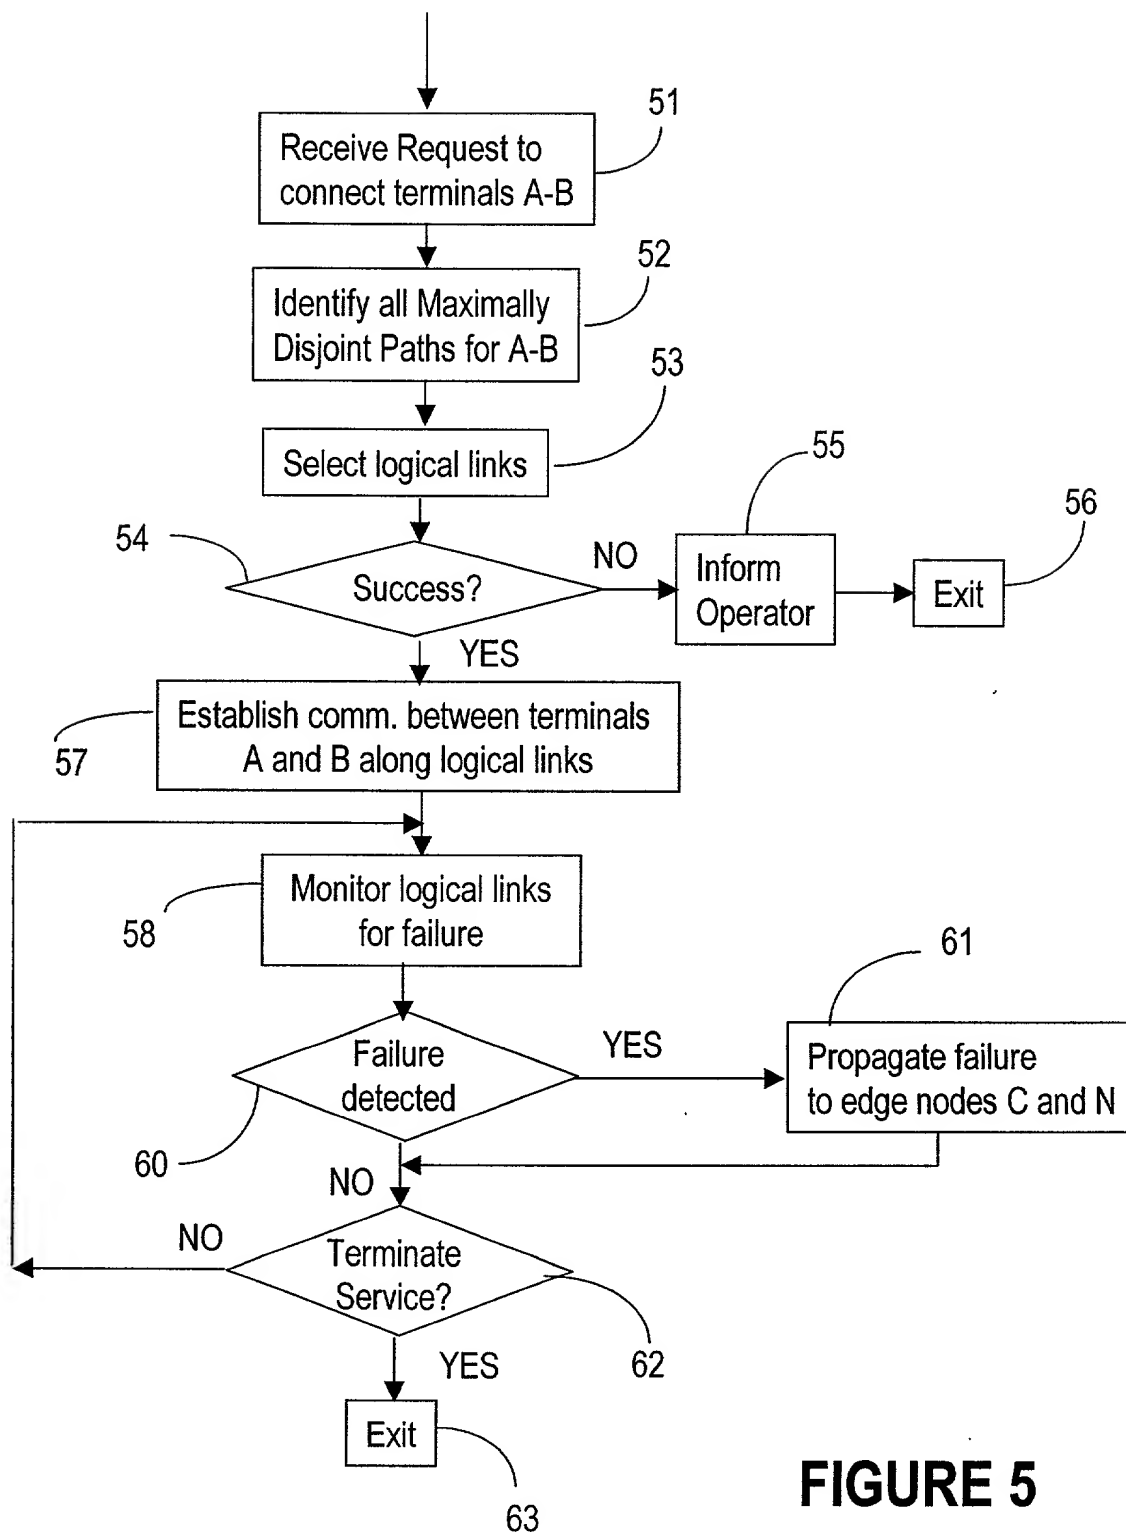 51
Receive Request to
connect terminals A-B
52
Identify all Maximally
Disjoint Paths for A-B
53
Select logical links
55
56
54
NO
Success?
Inform
Operator
Exit
YES
Establish comm. between terminals
A and B along logical links
57
Monitor logical links
for failure
58
61
YES
Failure
detected
Propagate failure
to edge nodes C and N
60
NO
NO
Terminate
Service?
62
YES
Exit
63
FIGURE 5